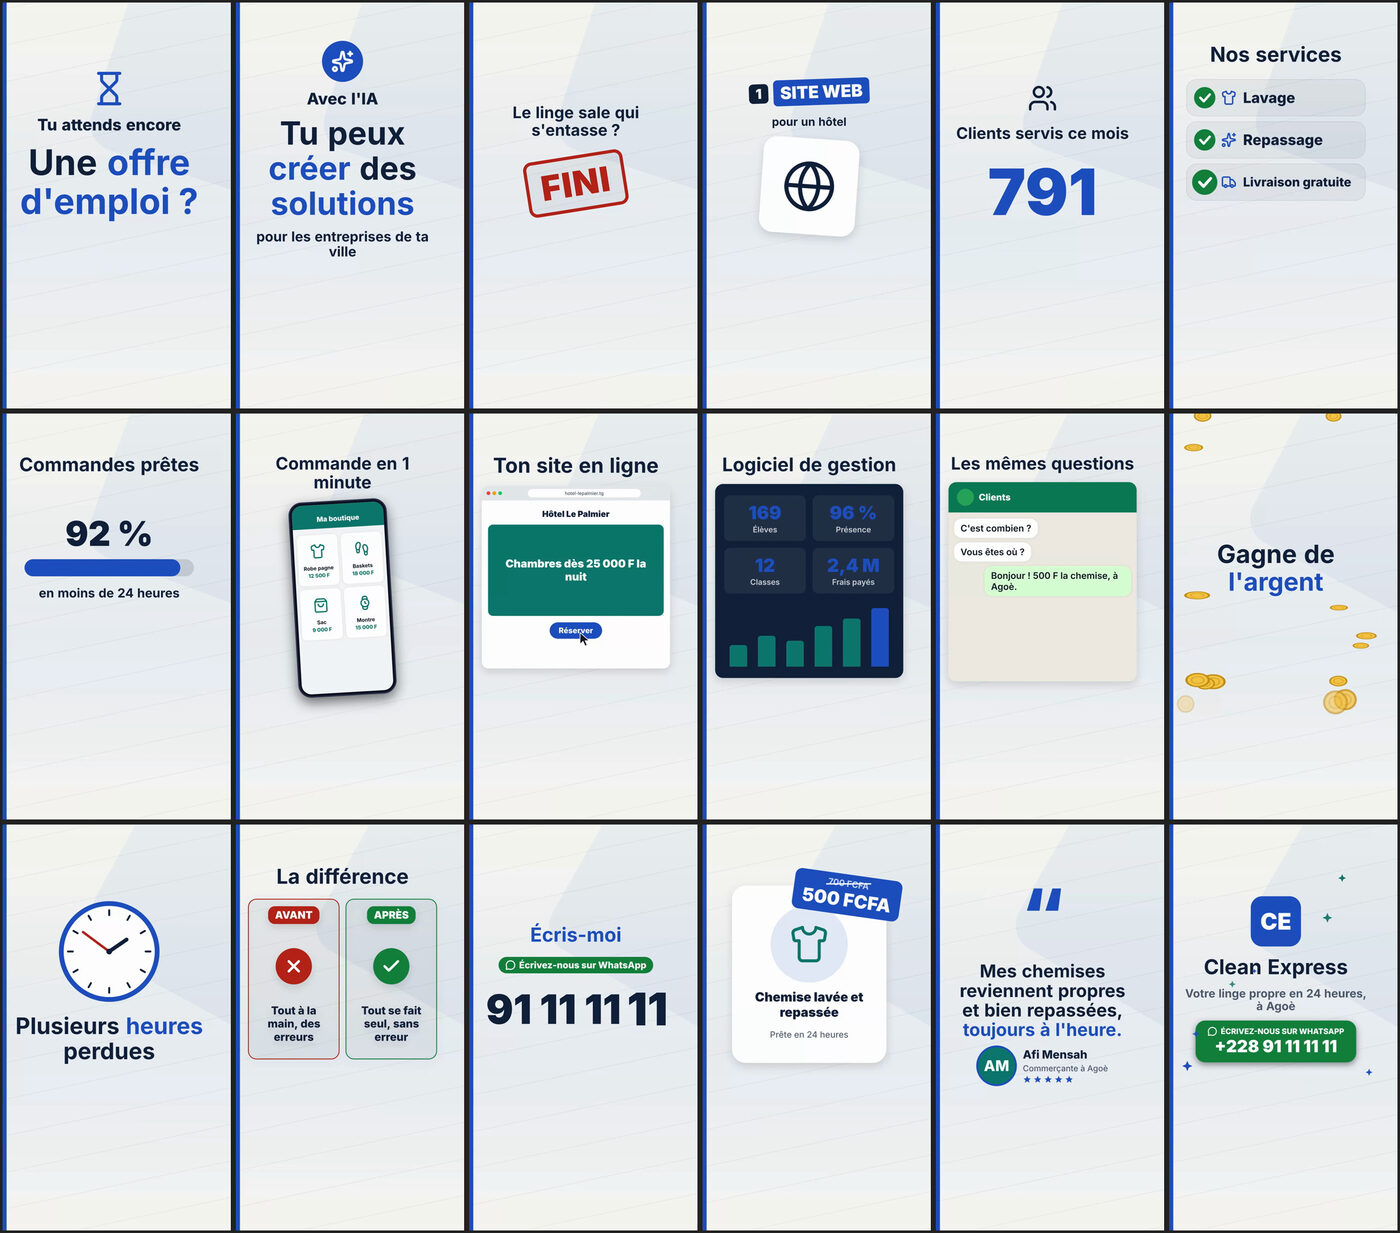 Tu attends encore
Une offre
d'emploi ?
Avec l'IA
Tu peux
créer des
solutions
pour les entreprises de ta
ville
Le linge sale qui
s'entasse ?
FINI
1 SITE WEB
pour un hôtel
Clients servis ce mois
791
Nos services
Lavage
Repassage
Livraison gratuite
Commandes prêtes
92 %
en moins de 24 heures
Commande en 1
minute
Ma boutique
Robe pagne
12 500 F
Baskets
18 000 F
Sac
9 000 F
Montre
15 000 F
Ton site en ligne
hotel-lepalmier.tg
Hôtel Le Palmier
Chambres dès 25 000 F la
nuit
Réserver
Logiciel de gestion
169
Élèves
96 %
Présence
12
Classes
2,4 M
Frais payés
Les mêmes questions
Clients
C'est combien ?
Vous êtes où ?
Bonjour ! 500 F la chemise, à
Agoè.
Gagne de
l'argent
Plusieurs heures
perdues
La différence
AVANT
Tout à la
main, des
erreurs
APRÈS
Tout se fait
seul, sans
erreur
Écris-moi
Écrivez-nous sur WhatsApp
91 11 11 11
700 FCFA
500 FCFA
Chemise lavée et
repassée
Prête en 24 heures
"
Mes chemises
reviennent propres
et bien repassées,
toujours à l'heure.
AM
Afi Mensah
Commerçante à Agoè
CE
Clean Express
Votre linge propre en 24 heures,
à Agoè
ÉCRIVEZ-NOUS SUR WHATSAPP
+228 91 11 11 11